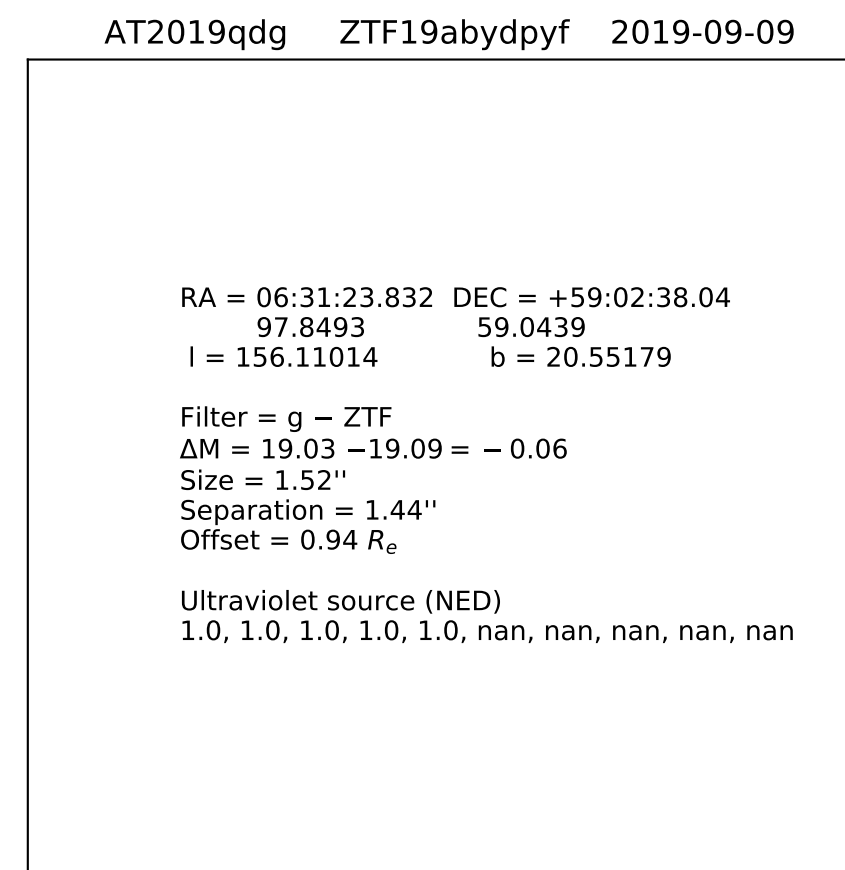 AT2019qdg ZTF19abydpyf 2019-09-09
RA = 06:31:23.832 DEC = +59:02:38.04
97.8493 59.0439
l = 156.11014 b = 20.55179
Filter = g − ZTF
ΔM = 19.03 −19.09 = − 0.06
Size = 1.52''
Separation = 1.44''
Offset = 0.94 Re
Ultraviolet source (NED)
1.0, 1.0, 1.0, 1.0, 1.0, nan, nan, nan, nan, nan